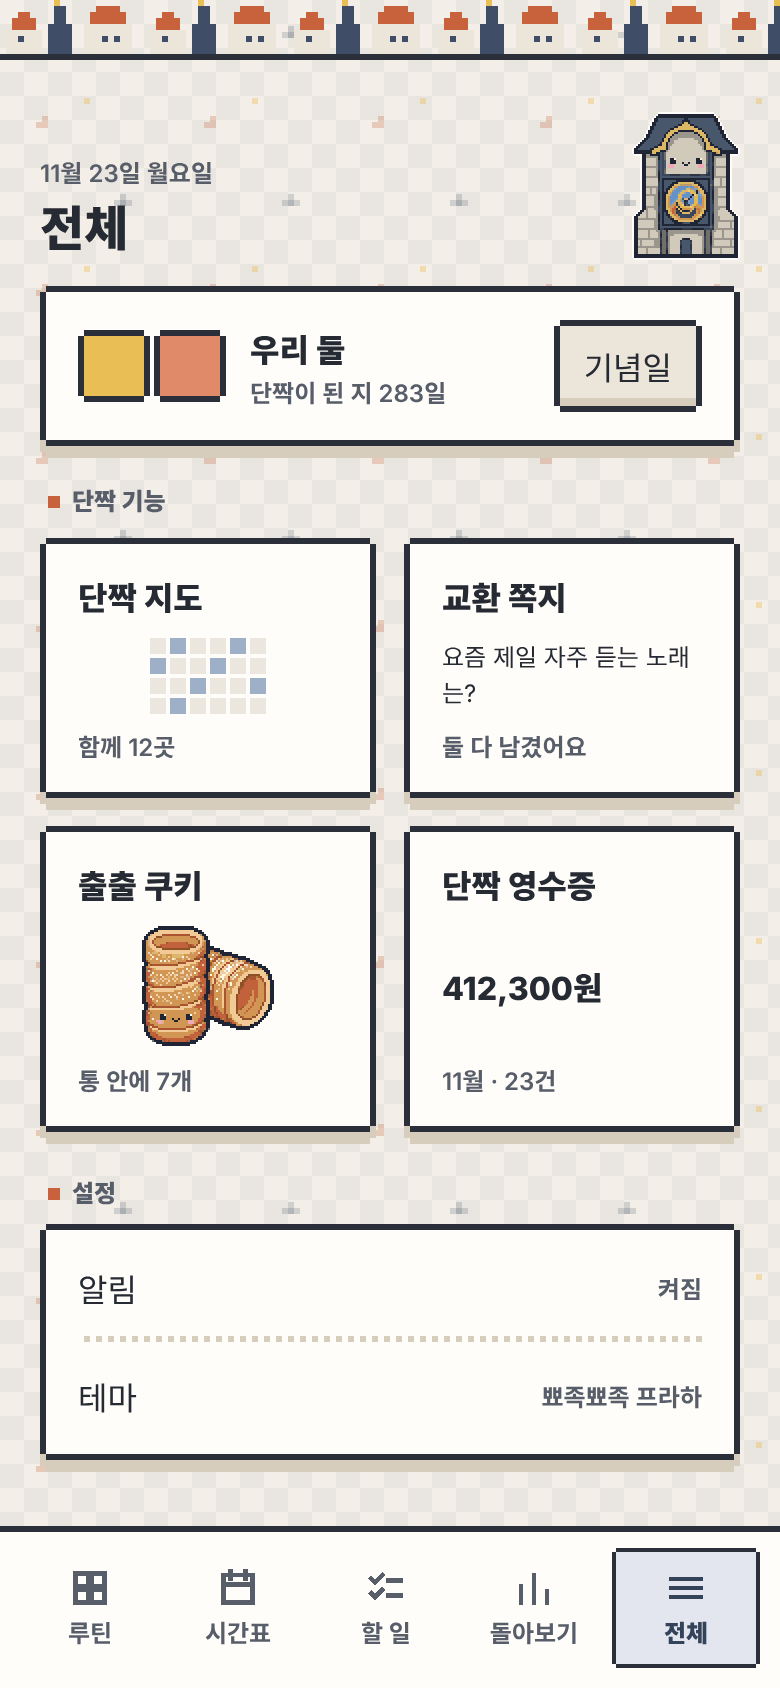 11월 23일 월요일
전체
우리 둘
단짝이 된 지 283일
기념일
단짝 기능
단짝 지도
함께 12곳
교환 쪽지
요즘 제일 자주 듣는 노래
는?
둘 다 남겼어요
출출 쿠키
통 안에 7개
단짝 영수증
412,300원
11월 · 23건
설정
알림
켜짐
테마
뾰족뾰족 프라하
루틴
시간표
할 일
돌아보기
전체